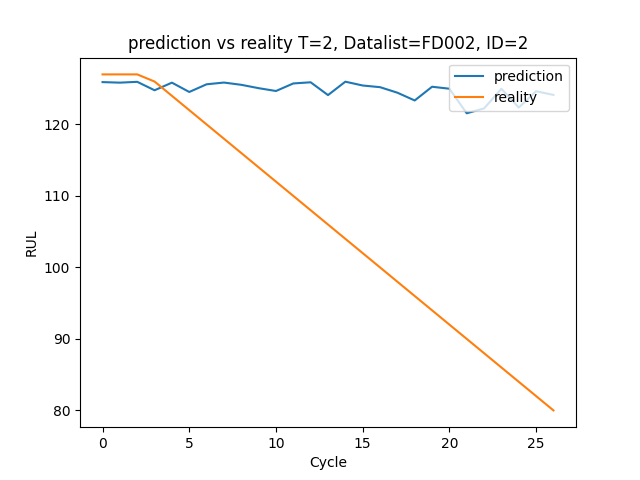 prediction vs reality T=2, Datalist=FD002, ID=2
prediction
reality
120
110
100
90
80
RUL
0 5 10 15 20 25
Cycle